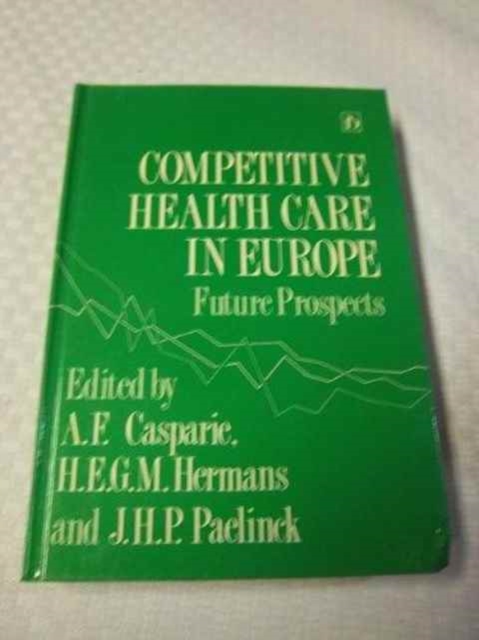 COMPETITIVE
HEALTH CARE
IN EUROPE
Future Prospects
Edited by
A.F. Casparie,
H.E.G.M. Hermans
and J.H.P. Paelinck